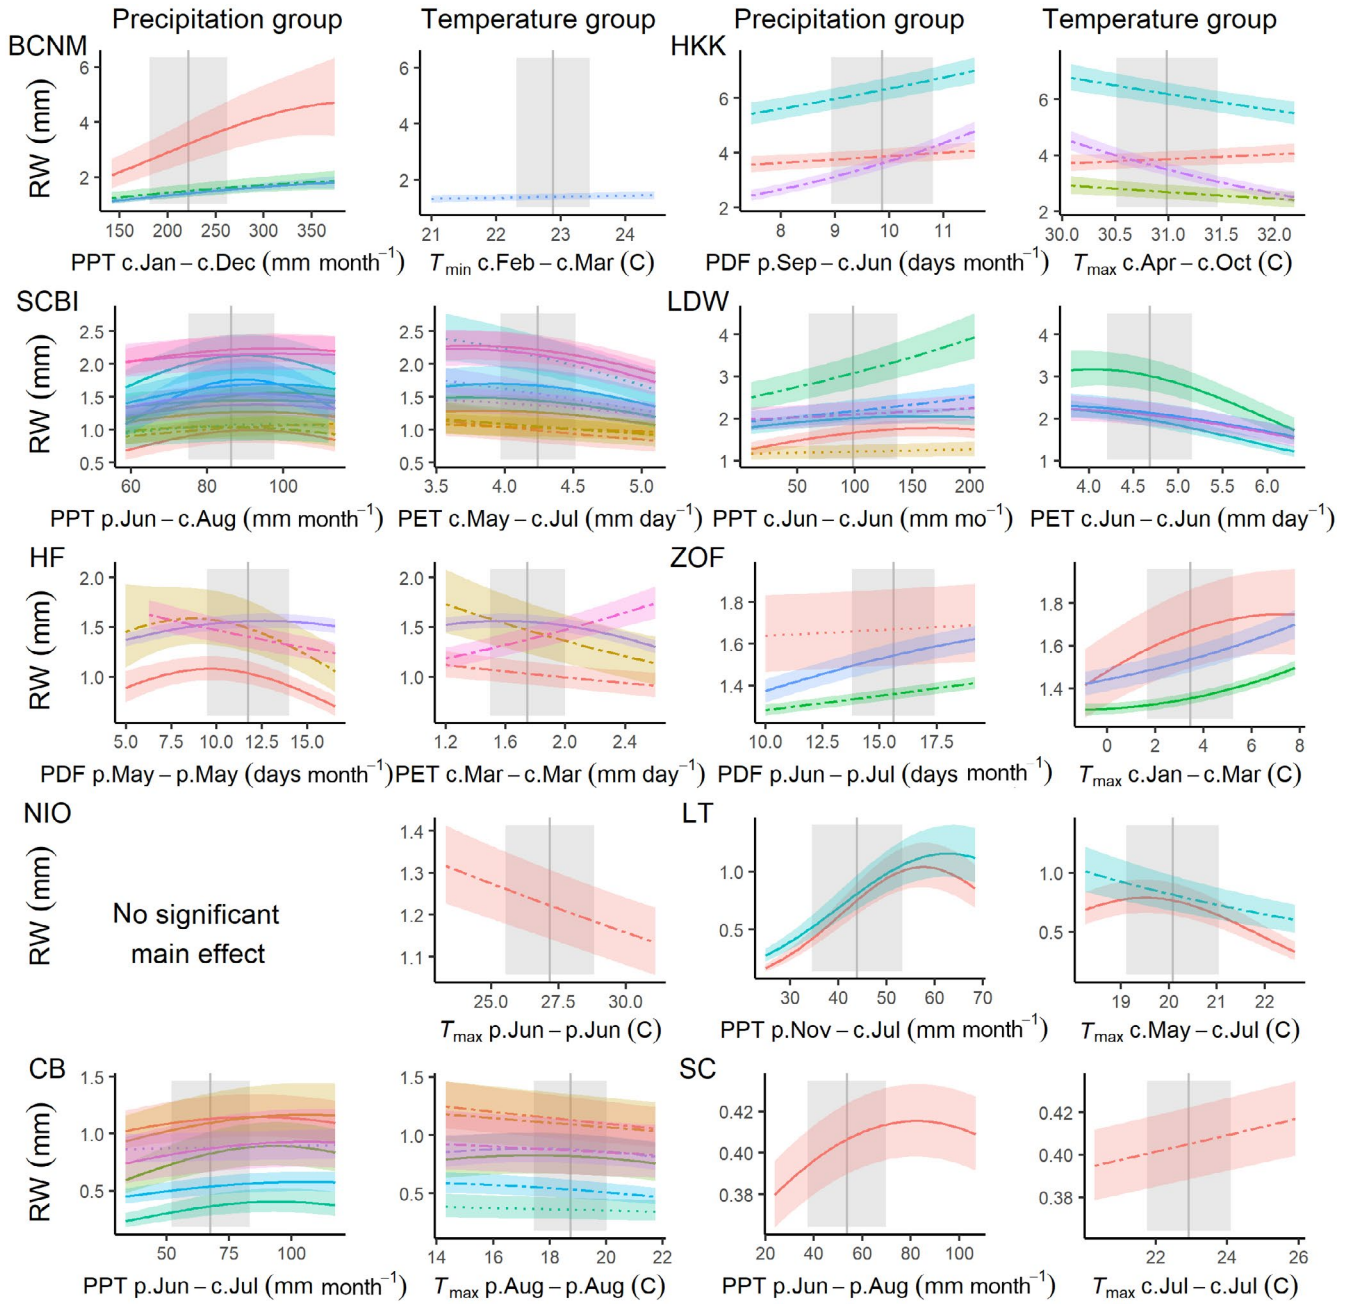 Precipitation group Temperature group Precipitation group Temperature group
BCNM HKK
RW (mm)
6
4
2
150 200 250 300 350
PPT c.Jan – c.Dec (mm month⁻¹)
6
4
2
21 22 23 24
Tmin c.Feb – c.Mar (C)
6
4
2
8 9 10 11
PDF p.Sep – c.Jun (days month⁻¹)
6
4
2
30.0 30.5 31.0 31.5 32.0
Tmax c.Apr – c.Oct (C)
SCBI LDW
RW (mm)
2.5
2.0
1.5
1.0
0.5
60 80 100
PPT p.Jun – c.Aug (mm month⁻¹)
2.5
2.0
1.5
1.0
0.5
3.5 4.0 4.5 5.0
PET c.May – c.Jul (mm day⁻¹)
4
3
2
1
50 100 150 200
PPT c.Jun – c.Jun (mm mo⁻¹)
4
3
2
1
4.0 4.5 5.0 5.5 6.0
PET c.Jun – c.Jun (mm day⁻¹)
HF ZOF
RW (mm)
2.0
1.5
1.0
5.0 7.5 10.0 12.5 15.0
PDF p.May – p.May (days month⁻¹)
2.0
1.5
1.0
1.2 1.6 2.0 2.4
PET c.Mar – c.Mar (mm day⁻¹)
1.8
1.6
1.4
10.0 12.5 15.0 17.5
PDF p.Jun – p.Jul (days month⁻¹)
1.8
1.6
1.4
0 2 4 6 8
Tmax c.Jan – c.Mar (C)
NIO LT
RW (mm)
No significant
main effect
1.4
1.3
1.2
1.1
25.0 27.5 30.0
Tmax p.Jun – p.Jun (C)
1.0
0.5
30 40 50 60 70
PPT p.Nov – c.Jul (mm month⁻¹)
1.0
0.5
19 20 21 22
Tmax c.May – c.Jul (C)
CB SC
RW (mm)
1.5
1.0
0.5
50 75 100
PPT p.Jun – c.Jul (mm month⁻¹)
1.5
1.0
0.5
14 16 18 20 22
Tmax p.Aug – p.Aug (C)
0.42
0.40
0.38
20 40 60 80 100
PPT p.Jun – p.Aug (mm month⁻¹)
0.42
0.40
0.38
22 24 26
Tmax c.Jul – c.Jul (C)